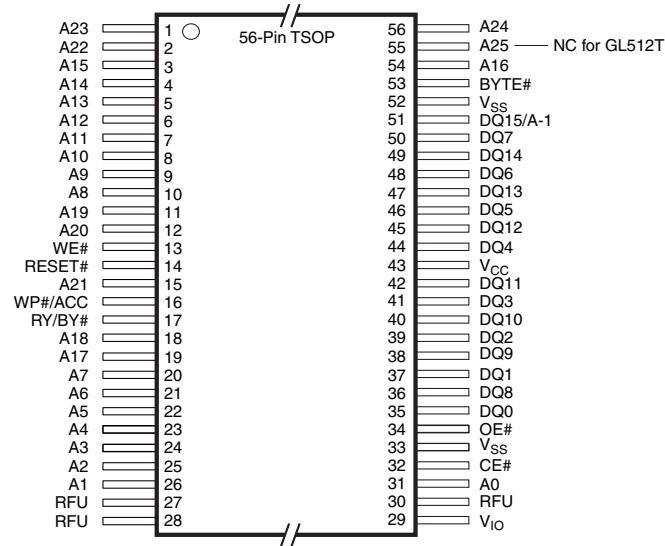 56-Pin TSOP
A23 1 56 A24
A22 2 55 A25 NC for GL512T
A15 3 54 A16
A14 4 53 BYTE#
A13 5 52 VSS
A12 6 51 DQ15/A-1
A11 7 50 DQ7
A10 8 49 DQ14
A9 9 48 DQ6
A8 10 47 DQ13
A19 11 46 DQ5
A20 12 45 DQ12
WE# 13 44 DQ4
RESET# 14 43 VCC
A21 15 42 DQ11
WP#/ACC 16 41 DQ3
RY/BY# 17 40 DQ10
A18 18 39 DQ2
A17 19 38 DQ9
A7 20 37 DQ1
A6 21 36 DQ8
A5 22 35 DQ0
A4 23 34 OE#
A3 24 33 VSS
A2 25 32 CE#
A1 26 31 A0
RFU 27 30 RFU
RFU 28 29 VIO